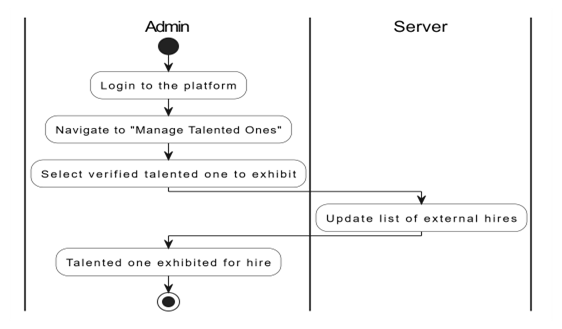 Admin
Server
Login to the platform
Navigate to "Manage Talented Ones"
Select verified talented one to exhibit
Update list of external hires
Talented one exhibited for hire